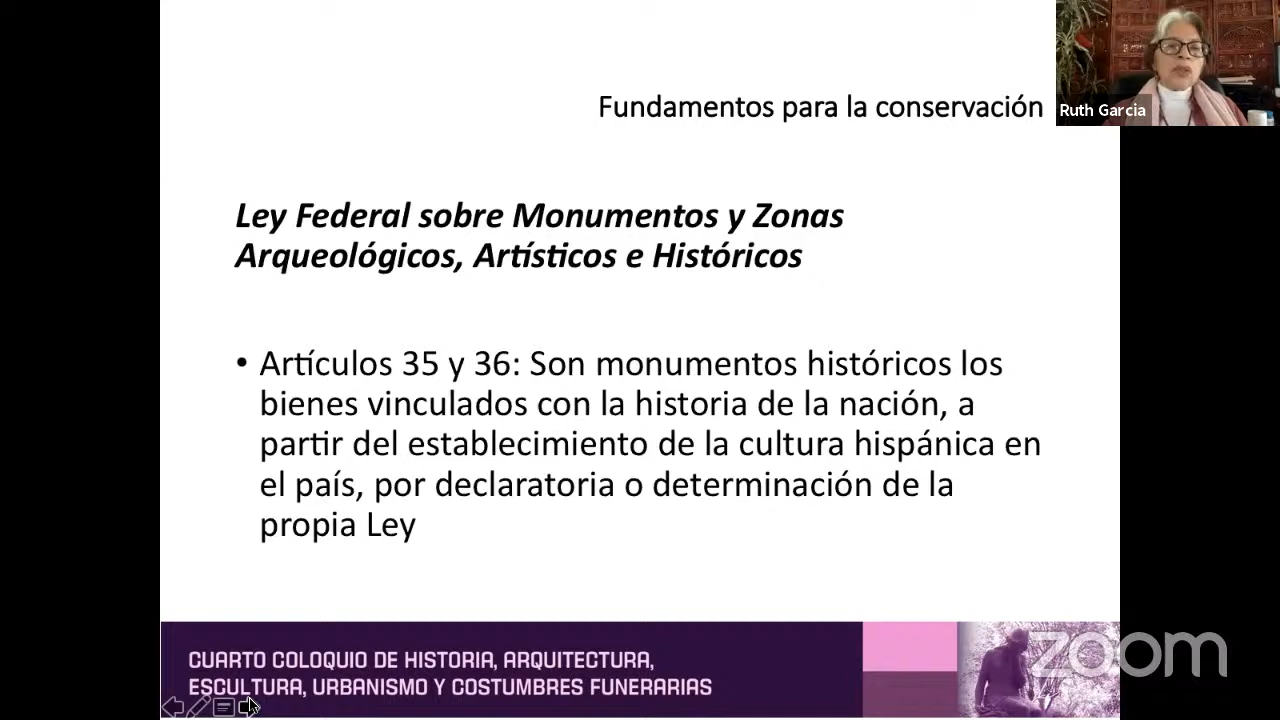 Fundamentos para la conservación
Ruth Garcia
Ley Federal sobre Monumentos y Zonas
Arqueológicos, Artísticos e Históricos
• Artículos 35 y 36: Son monumentos históricos los
bienes vinculados con la historia de la nación, a
partir del establecimiento de la cultura hispánica en
el país, por declaratoria o determinación de la
propia Ley
CUARTO COLOQUIO DE HISTORIA, ARQUITECTURA,
ESCULTURA, URBANISMO Y COSTUMBRES FUNERARIAS
zoom